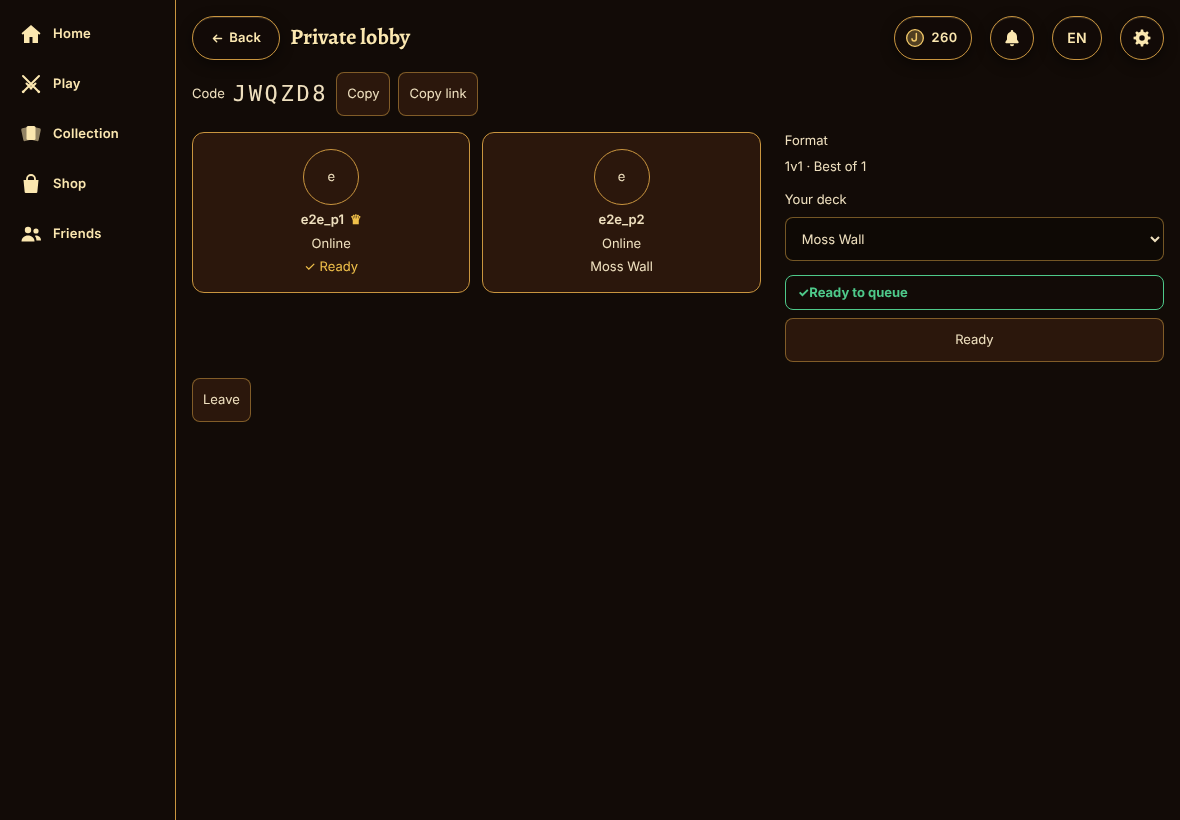 Home
Play
Collection
Shop
Friends
← Back
Private lobby
J 260
EN
Code JWQZD8
Copy
Copy link
e
e2e_p1 ♛
Online
✓ Ready
e
e2e_p2
Online
Moss Wall
Format
1v1 · Best of 1
Your deck
Moss Wall
✓Ready to queue
Ready
Leave